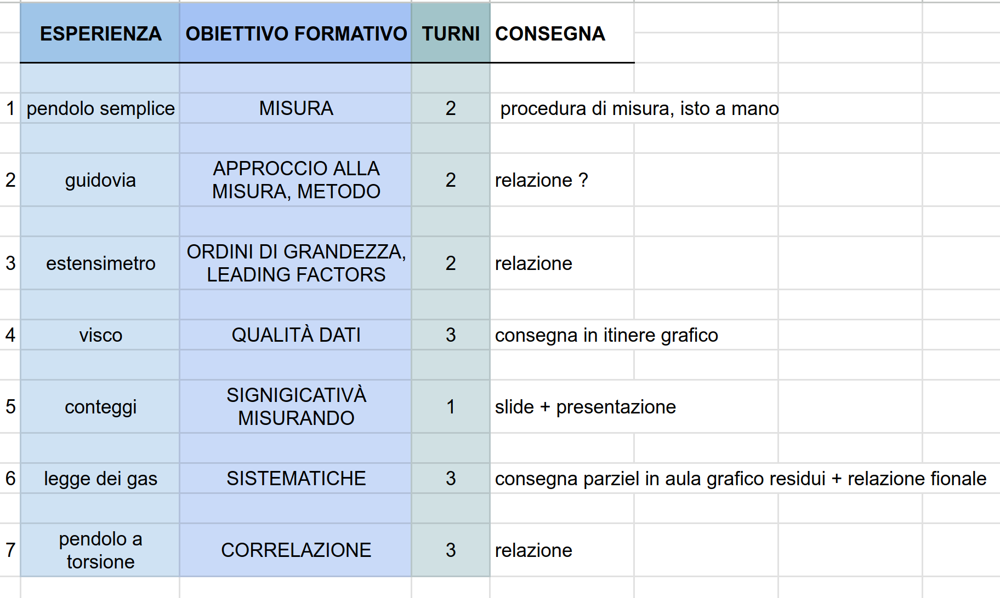 ESPERIENZA OBIETTIVO FORMATIVO TURNI CONSEGNA
1 pendolo semplice MISURA 2 procedura di misura, isto a mano
2 guidovia APPROCCIO ALLA MISURA, METODO 2 relazione ?
3 estensimetro ORDINI DI GRANDEZZA, LEADING FACTORS 2 relazione
4 visco QUALITÀ DATI 3 consegna in itinere grafico
5 conteggi SIGNIGICATIVÀ MISURANDO 1 slide + presentazione
6 legge dei gas SISTEMATICHE 3 consegna parziel in aula grafico residui + relazione fionale
7 pendolo a torsione CORRELAZIONE 3 relazione